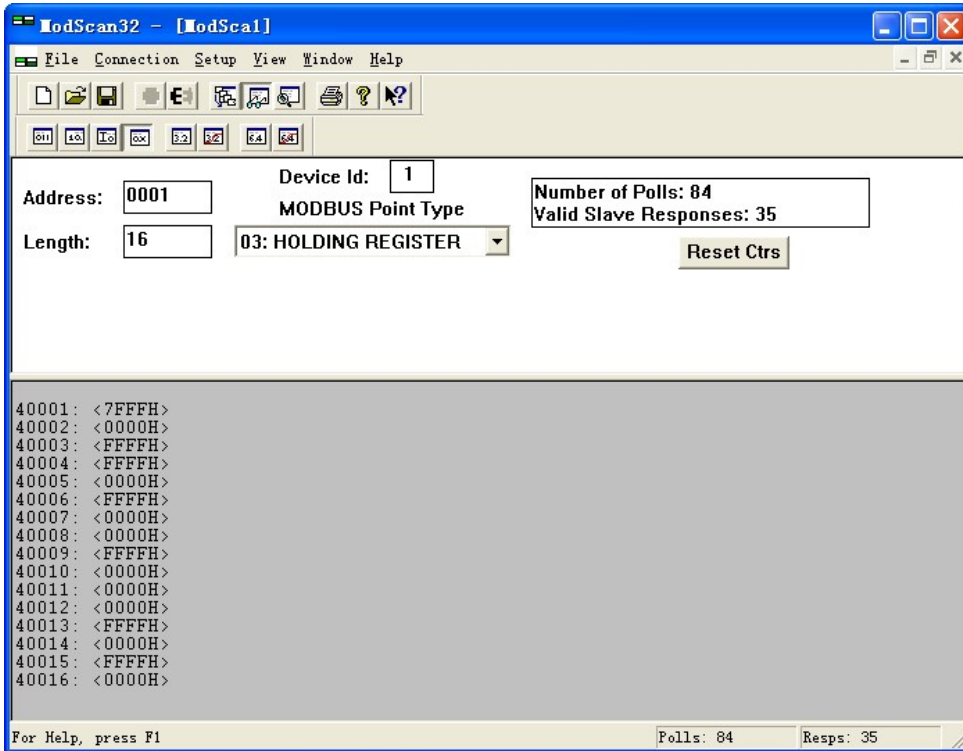 ModScan32 - [ModSca1]
File Connection Setup View Window Help
Address: 0001
Device Id: 1
MODBUS Point Type
Number of Polls: 84
Valid Slave Responses: 35
Length: 16
03: HOLDING REGISTER
Reset Ctrs
40001: <7FFFH>
40002: <0000H>
40003: <FFFFH>
40004: <FFFFH>
40005: <0000H>
40006: <FFFFH>
40007: <0000H>
40008: <0000H>
40009: <FFFFH>
40010: <0000H>
40011: <0000H>
40012: <0000H>
40013: <FFFFH>
40014: <0000H>
40015: <FFFFH>
40016: <0000H>
For Help, press F1
Polls: 84
Resps: 35